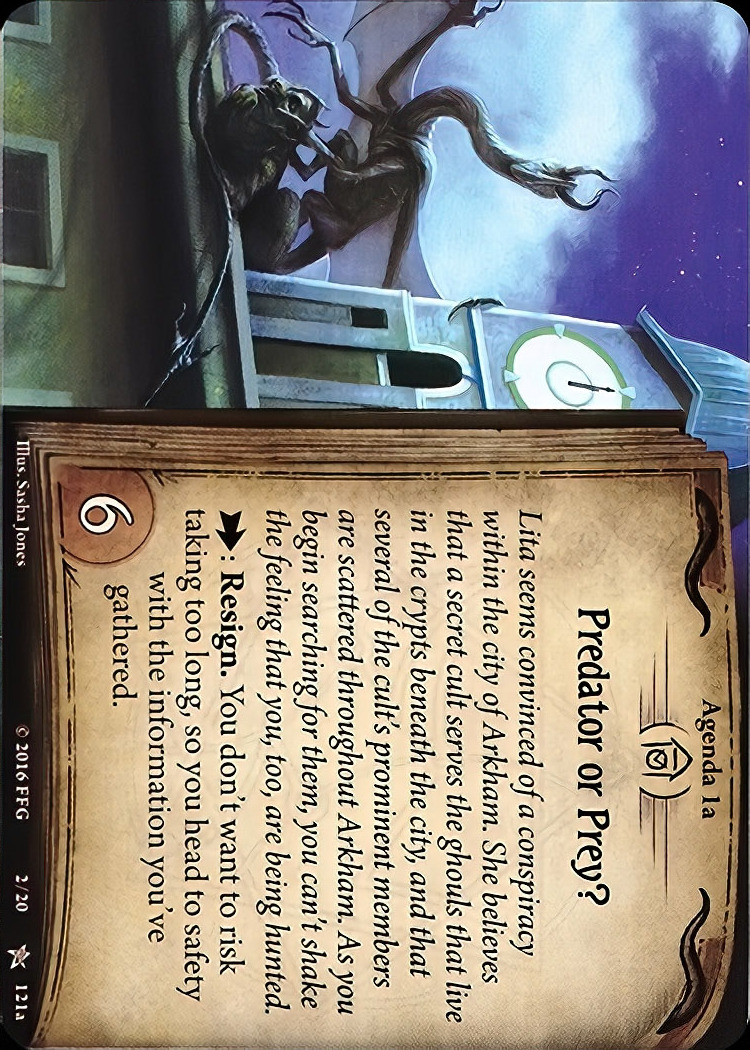 Agenda 1a
Predator or Prey?
Lita seems convinced of a conspiracy
within the city of Arkham. She believes
that a secret cult serves the ghouls that live
in the crypts beneath the city, and that
several of the cult's prominent members
are scattered throughout Arkham. As you
begin searching for them, you can't shake
the feeling that you, too, are being hunted.
: Resign. You don't want to risk
taking too long, so you head to safety
with the information you've
gathered.
6
Illus. Sasha Jones © 2016 FFG 2/20 121a